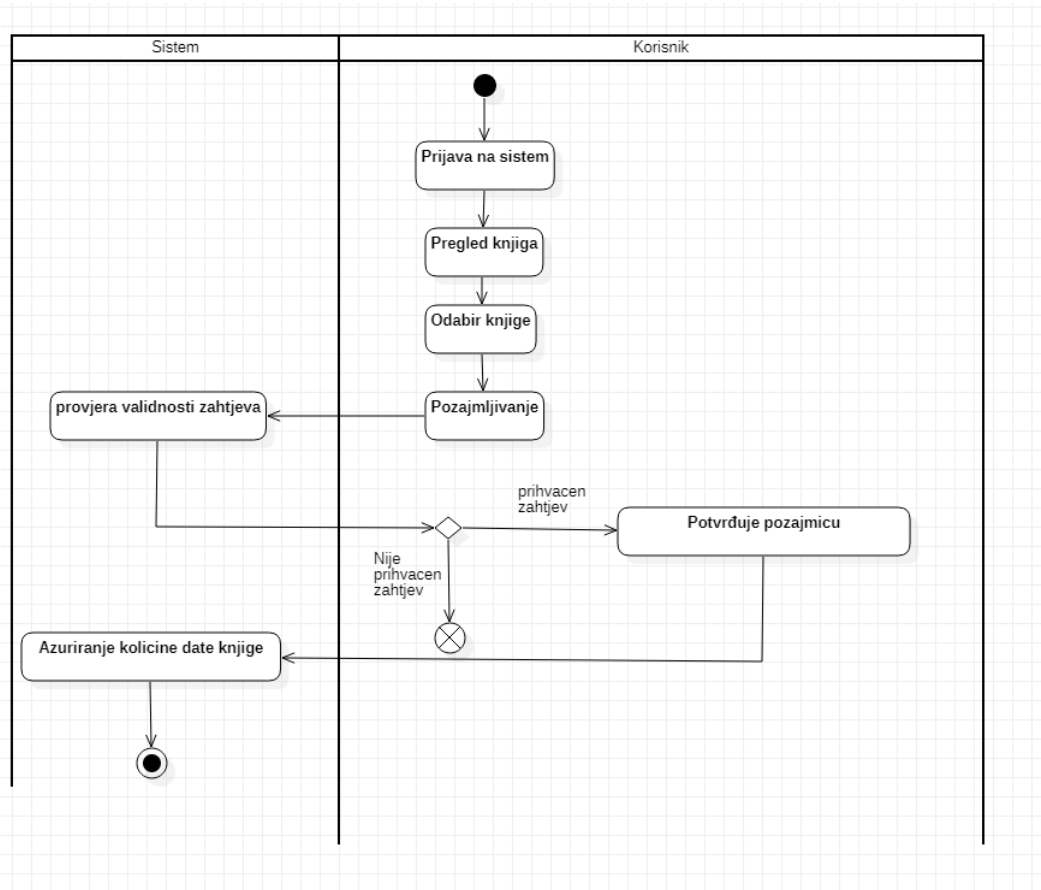 Sistem
Korisnik
Prijava na sistem
Pregled knjiga
Odabir knjige
provjera validnosti zahtjeva
Pozajmljivanje
prihvacen
zahtjev
Potvrđuje pozajmicu
Nije
prihvacen
zahtjev
Azuriranje kolicine date knjige